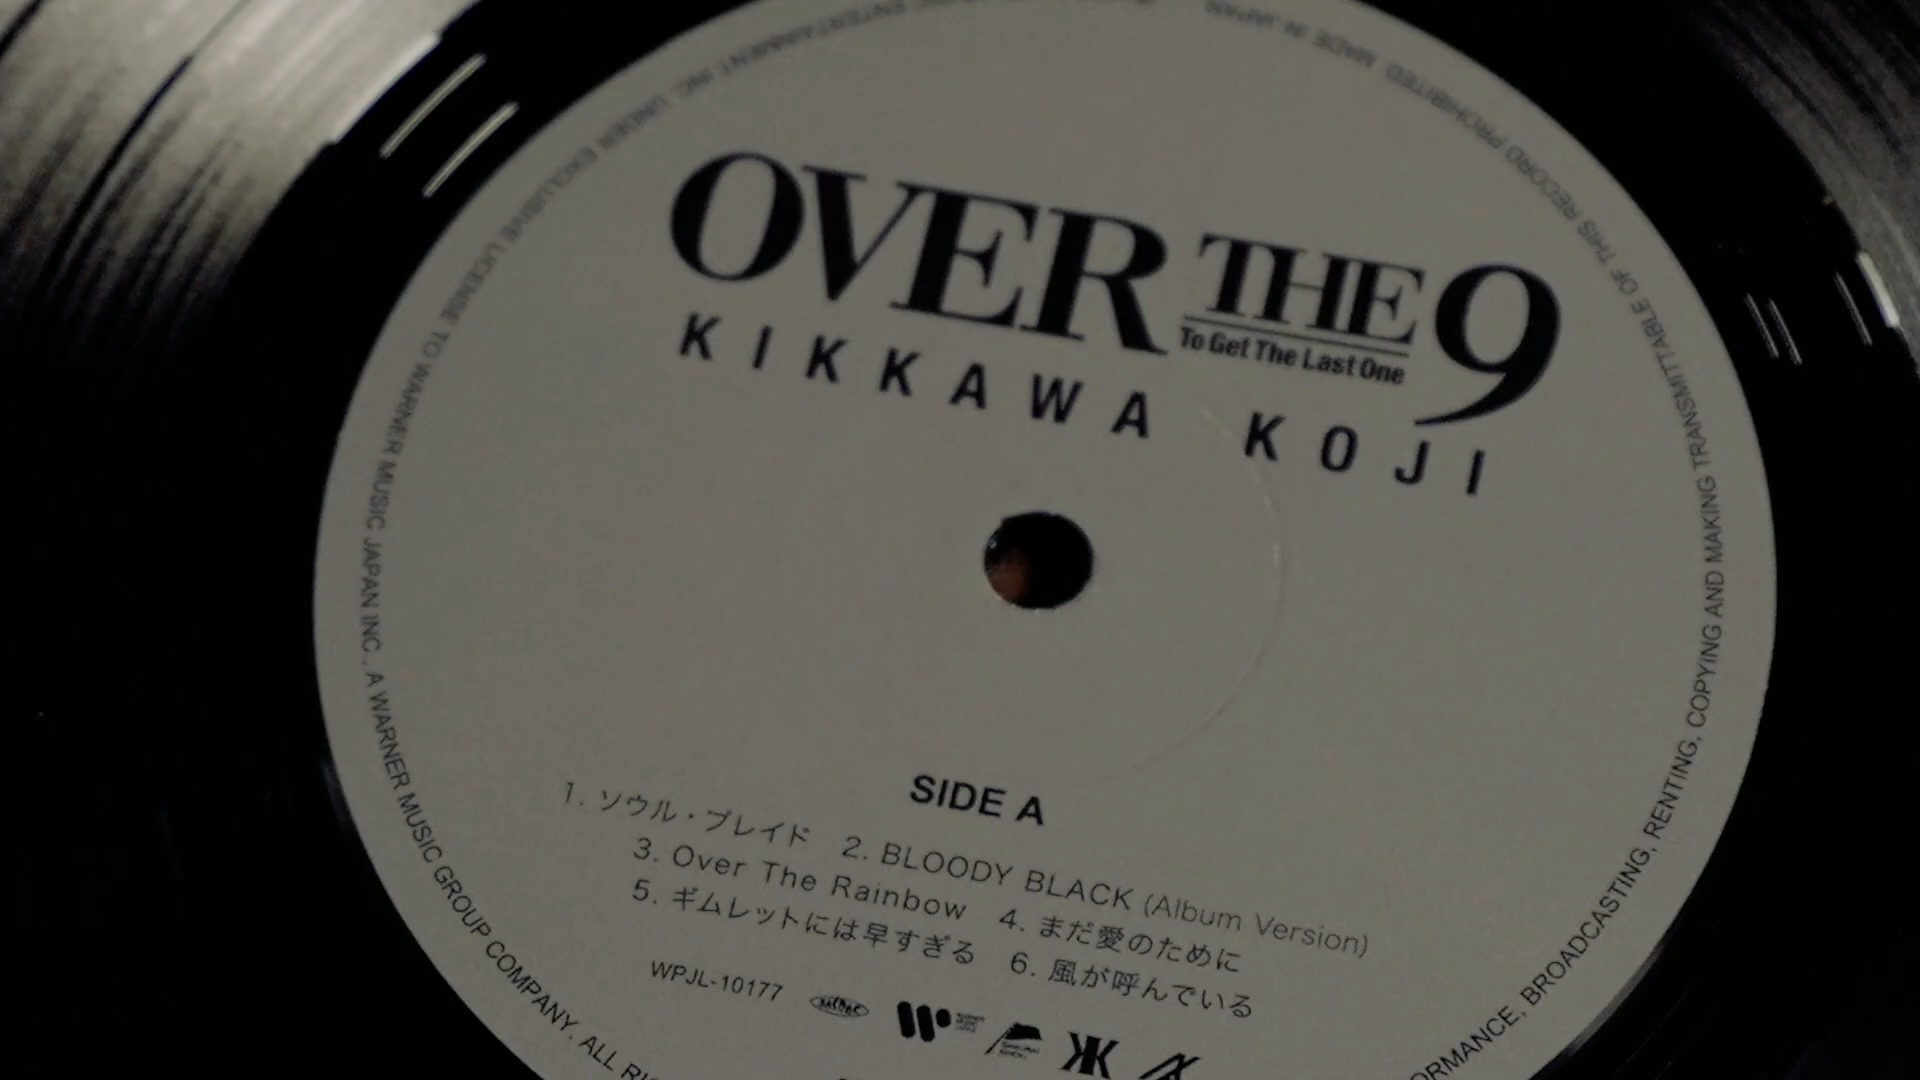 OVER THE 9
To Get The Last One
KIKKAWA KOJI
SIDE A
1. ソウル・ブレイド 2. BLOODY BLACK (Album Version)
3. Over The Rainbow 4. まだ愛のために
5. ギムレットには早すぎる 6. 風が呼んでいる
WPJL-10177
ENTERTAINMENT INC. UNDER EXCLUSIVE LICENSE TO WARNER MUSIC JAPAN INC., A WARNER MUSIC GROUP COMPANY. ALL
PERFORMANCE, BROADCASTING, RENTING, COPYING AND MAKING TRANSMITTABLE OF THIS RECORD PROHIBITED. MADE IN JAPAN